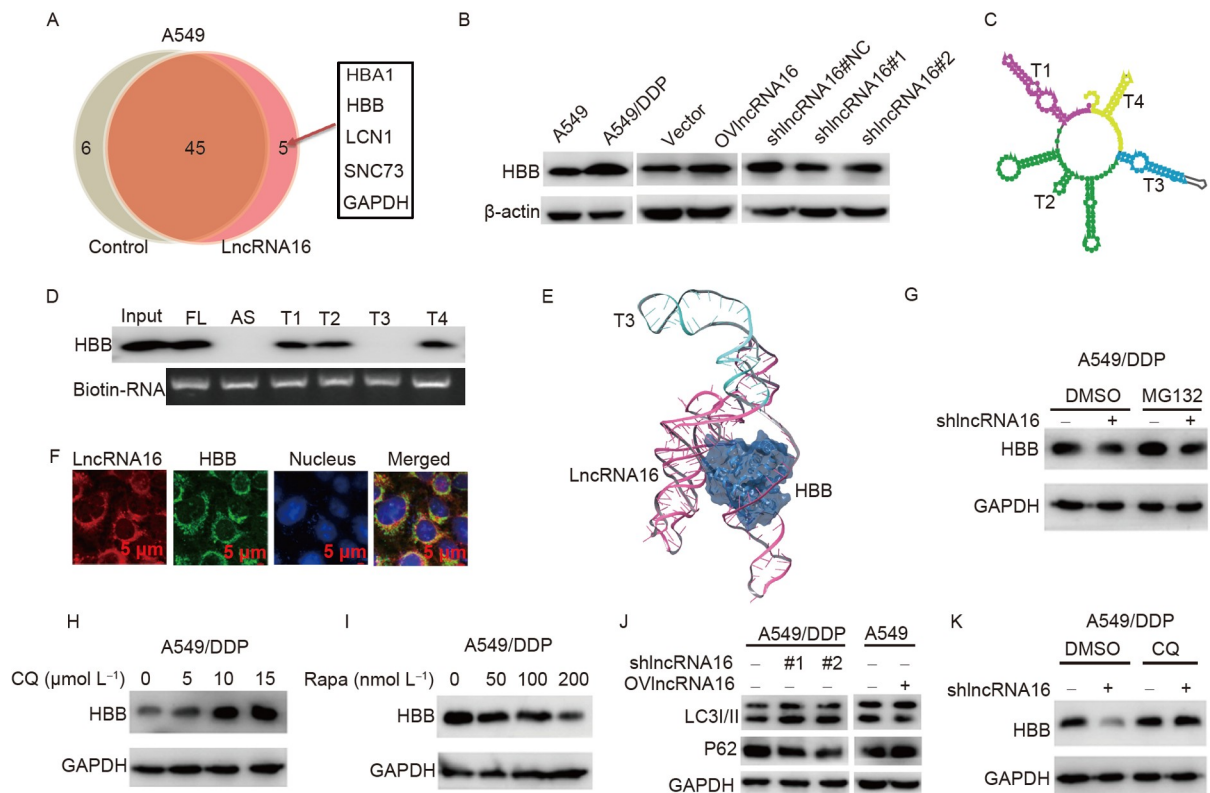 A
A549
6
45
5
Control
LncRNA16
HBA1
HBB
LCN1
SNC73
GAPDH
B
A549
A549/DDP
Vector
OVlncRNA16
shlncRNA16#NC
shlncRNA16#1
shlncRNA16#2
HBB
β-actin
C
T1
T4
T2
T3
D
Input FL AS T1 T2 T3 T4
HBB
Biotin-RNA
E
T3
LncRNA16
HBB
F
LncRNA16 HBB Nucleus Merged
5 μm 5 μm 5 μm 5 μm
G
A549/DDP
DMSO MG132
shlncRNA16 – + – +
HBB
GAPDH
H
A549/DDP
CQ (μmol L⁻¹) 0 5 10 15
HBB
GAPDH
I
A549/DDP
Rapa (nmol L⁻¹) 0 50 100 200
HBB
GAPDH
J
A549/DDP A549
shlncRNA16 – #1 #2 – –
OVlncRNA16 – – – – +
LC3I/II
P62
GAPDH
K
A549/DDP
DMSO CQ
shlncRNA16 – + – +
HBB
GAPDH